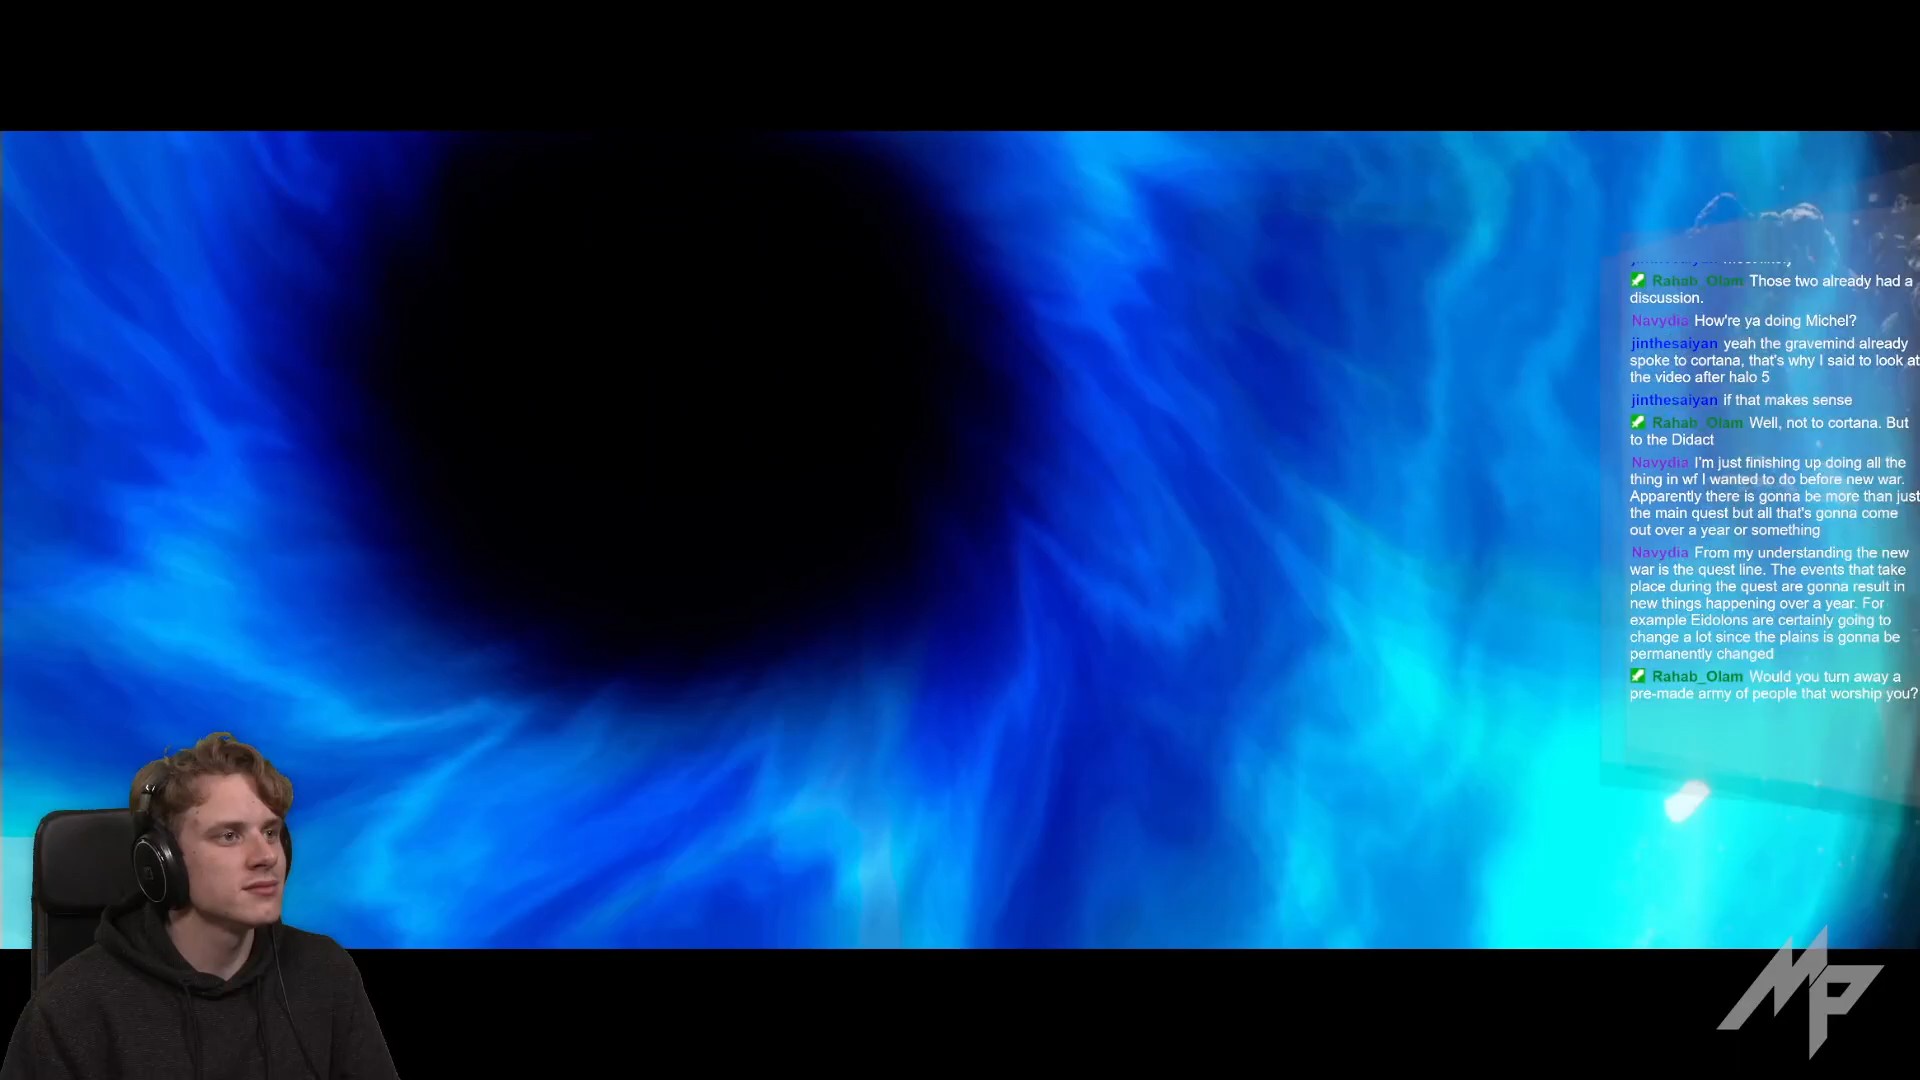 Rahab_Olam Those two already had a
discussion.
Navydia How're ya doing Michel?
jinthesaiyan yeah the gravemind already
spoke to cortana, that's why I said to look at
the video after halo 5
jinthesaiyan if that makes sense
Rahab_Olam Well, not to cortana. But
to the Didact
Navydia I'm just finishing up doing all the
thing in wf I wanted to do before new war.
Apparently there is gonna be more than just
the main quest but all that's gonna come
out over a year or something
Navydia From my understanding the new
war is the quest line. The events that take
place during the quest are gonna result in
new things happening over a year. For
example Eidolons are certainly going to
change a lot since the plains is gonna be
permanently changed
Rahab_Olam Would you turn away a
pre-made army of people that worship you?
MP